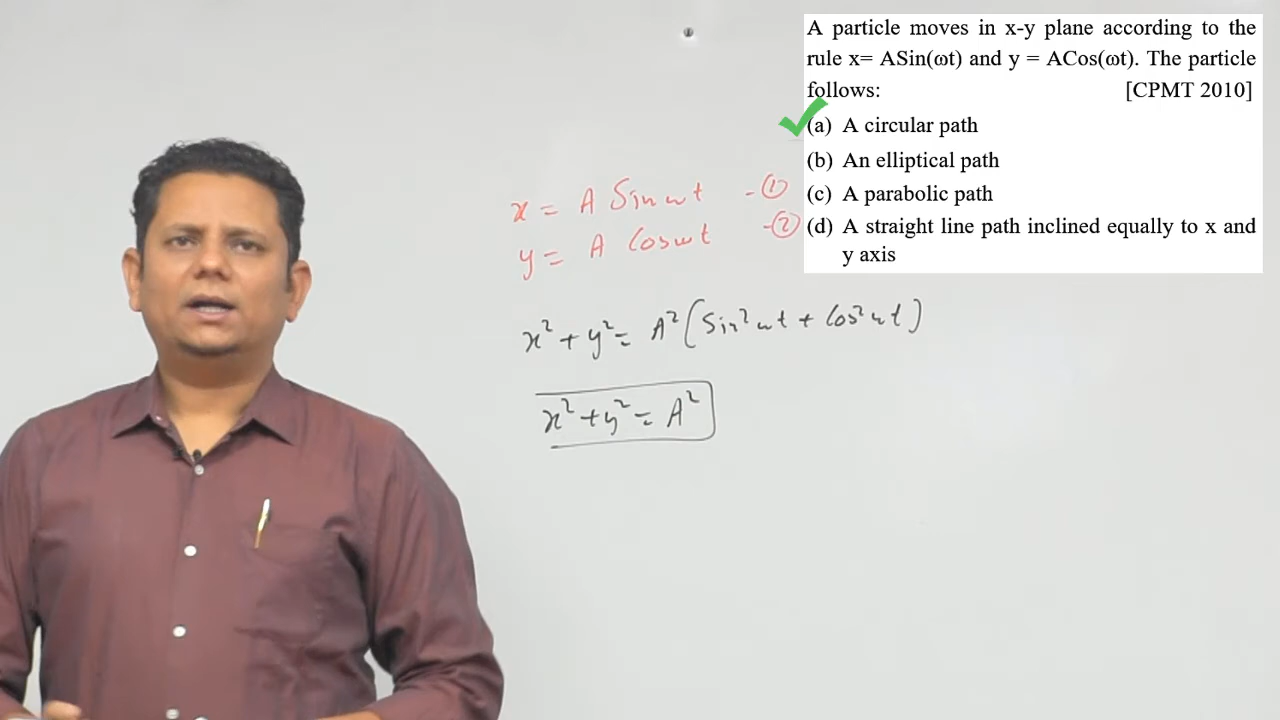 A particle moves in x-y plane according to the
rule x= ASin(ωt) and y = ACos(ωt). The particle
follows: [CPMT 2010]
(a) A circular path
(b) An elliptical path
(c) A parabolic path
(d) A straight line path inclined equally to x and
y axis
x = A Sin ωt - ①
y = A Cosωt - ②
x² + y² = A² (Sin² ωt + Cos² ωt)
x² + y² = A²